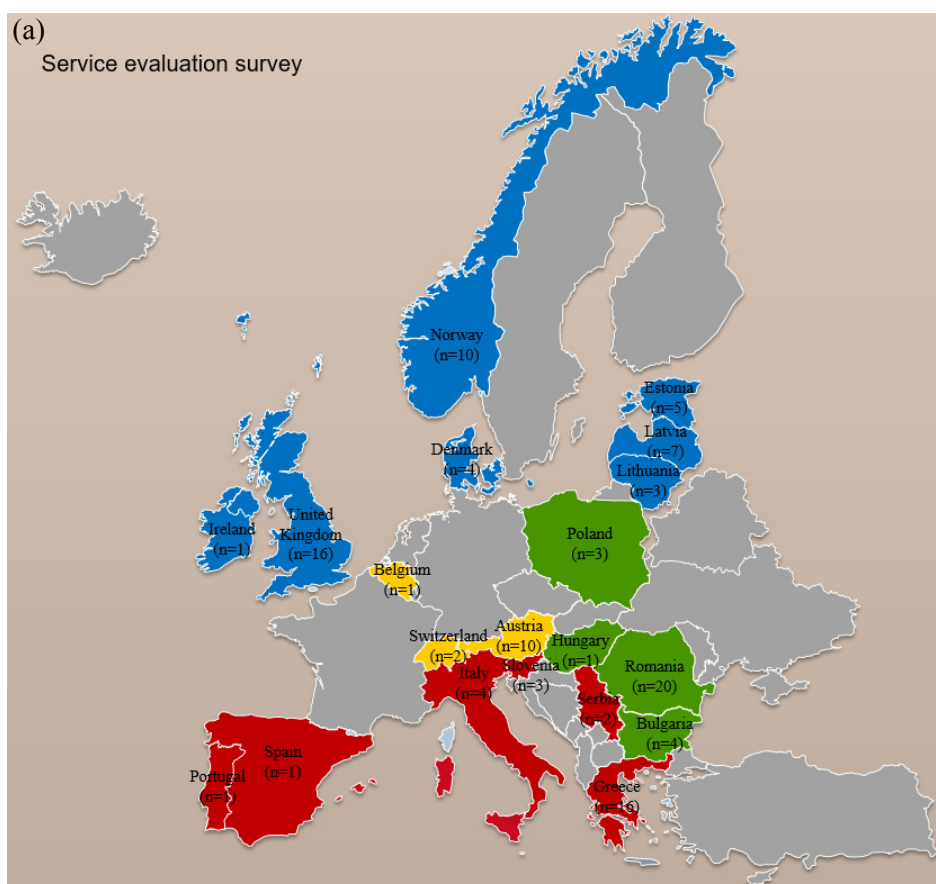 (a)
Service evaluation survey
Norway
(n=10)
Estonia
(n=5)
Latvia
(n=7)
Lithuania
(n=3)
Denmark
(n=4)
Ireland
(n=1)
United
Kingdom
(n=16)
Poland
(n=3)
Belgium
(n=1)
Austria
(n=10)
Switzerland
(n=2)
Hungary
(n=1)
Slovenia
(n=3)
Italy
(n=4)
Romania
(n=20)
Serbia
(n=2)
Bulgaria
(n=4)
Spain
(n=1)
Portugal
(n=1)
Greece
(n=16)